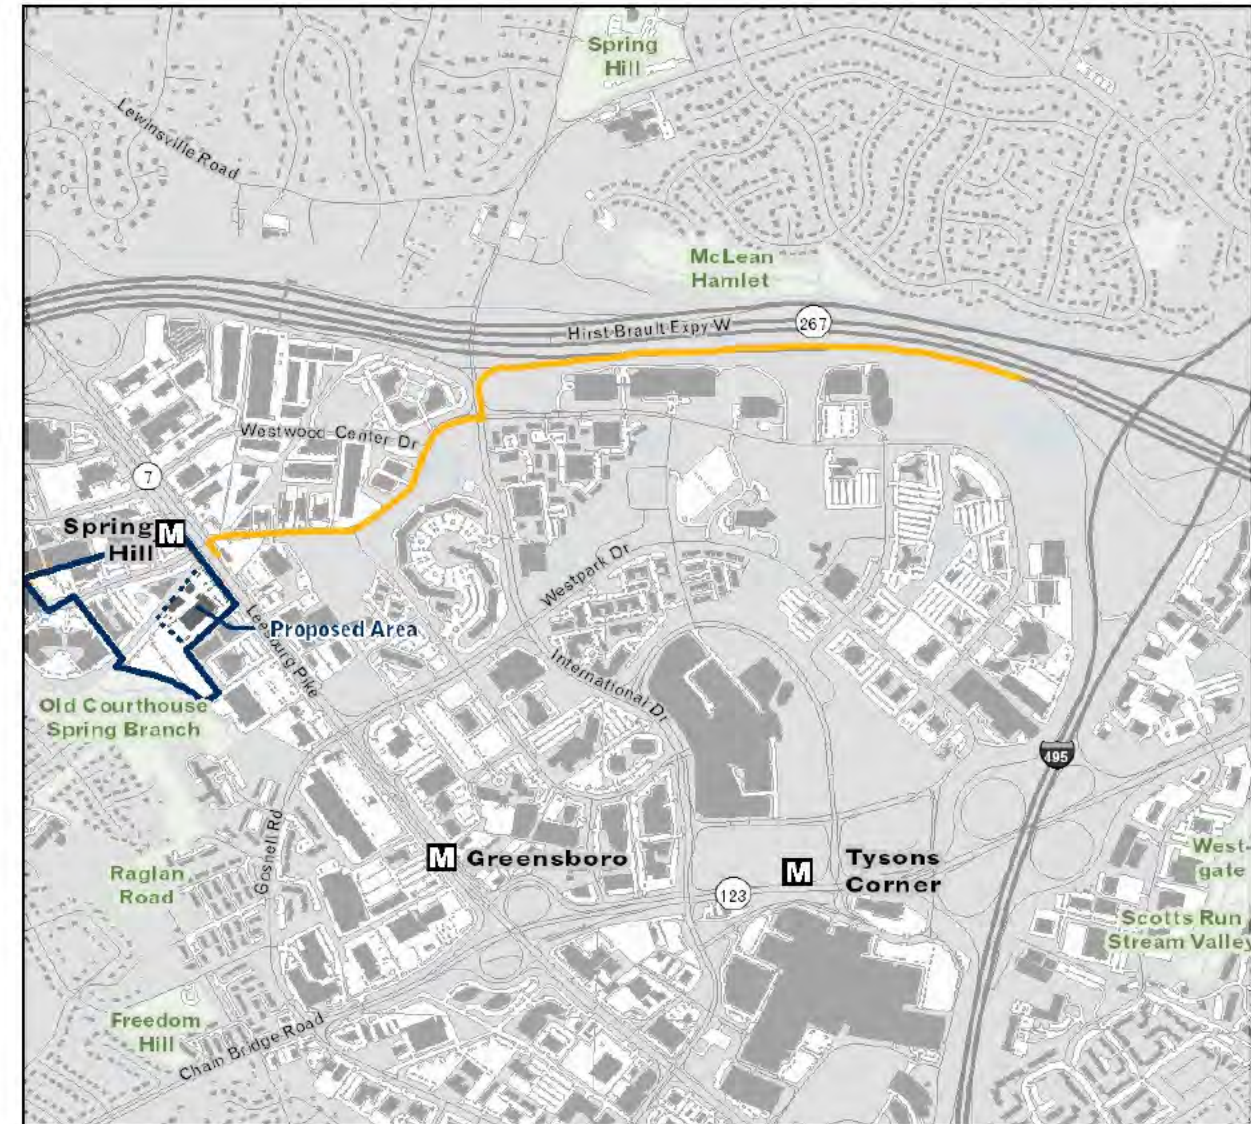 Spring
Hill
Lewinsville Road
McLean
Hamlet
Hirst-Brault-Expy-W
267
Westwood-Center-Dr
7
Spring
Hill
M
Westpark Dr
Proposed Area
Leesburg Pike
International Dr
Old Courthouse
Spring Branch
495
Gosnell Rd
M
Greensboro
M
Tysons
Corner
West-
gate
Raglan
Road
123
Scotts Run
Stream Valley
Freedom
Hill
Chain Bridge Road